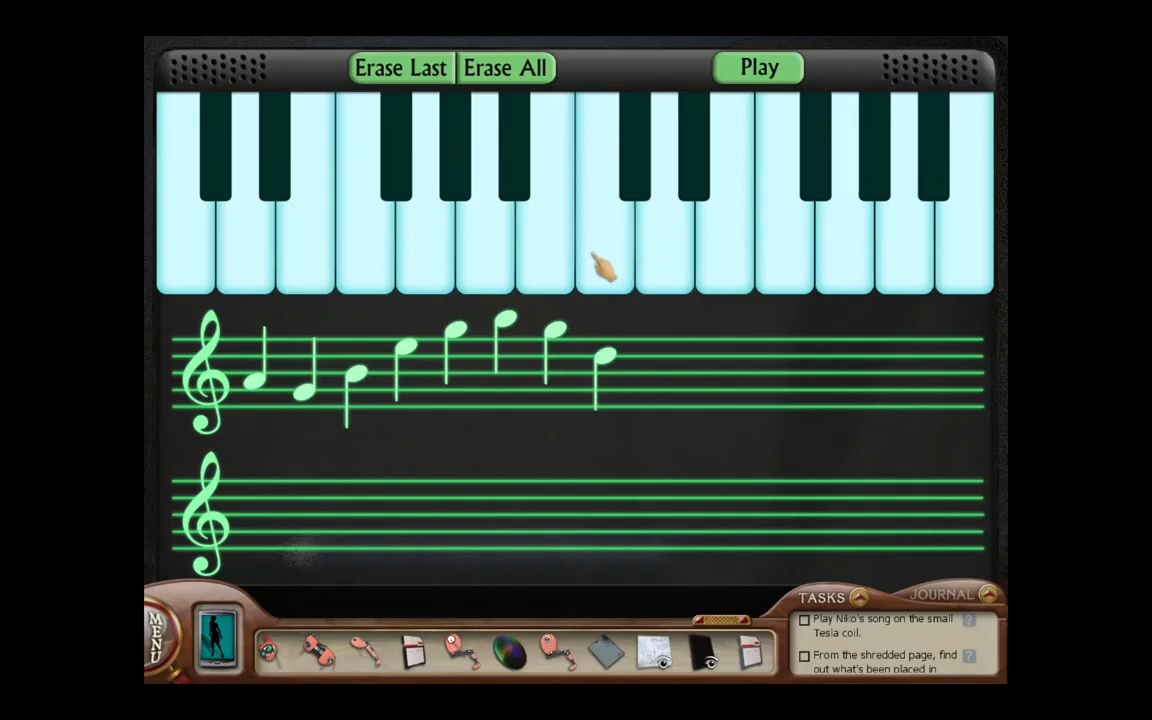 Erase Last Erase All Play
TASKS JOURNAL
MENU
Play Niko's song on the small ?
Tesla coil.
From the shredded page, find ?
out what's been placed in